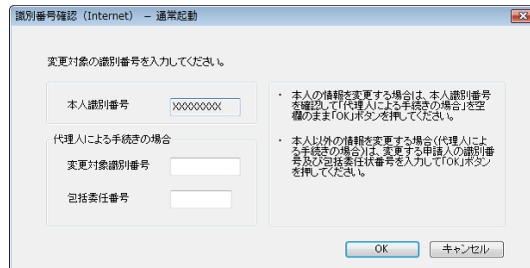 識別番号確認（Internet） － 通常起動
変更対象の識別番号を入力してください。
本人識別番号
XXXXXXXX
・ 本人の情報を変更する場合は、本人識別番号
を確認して「代理人による手続きの場合」を空
欄のまま「OK」ボタンを押してください。
・ 本人以外の情報を変更する場合(代理人によ
る手続きの場合)は、変更する申請人の識別番
号及び包括委任状番号を入力して「OK」ボタン
を押してください。
代理人による手続きの場合
変更対象識別番号
包括委任番号
OK
キャンセル